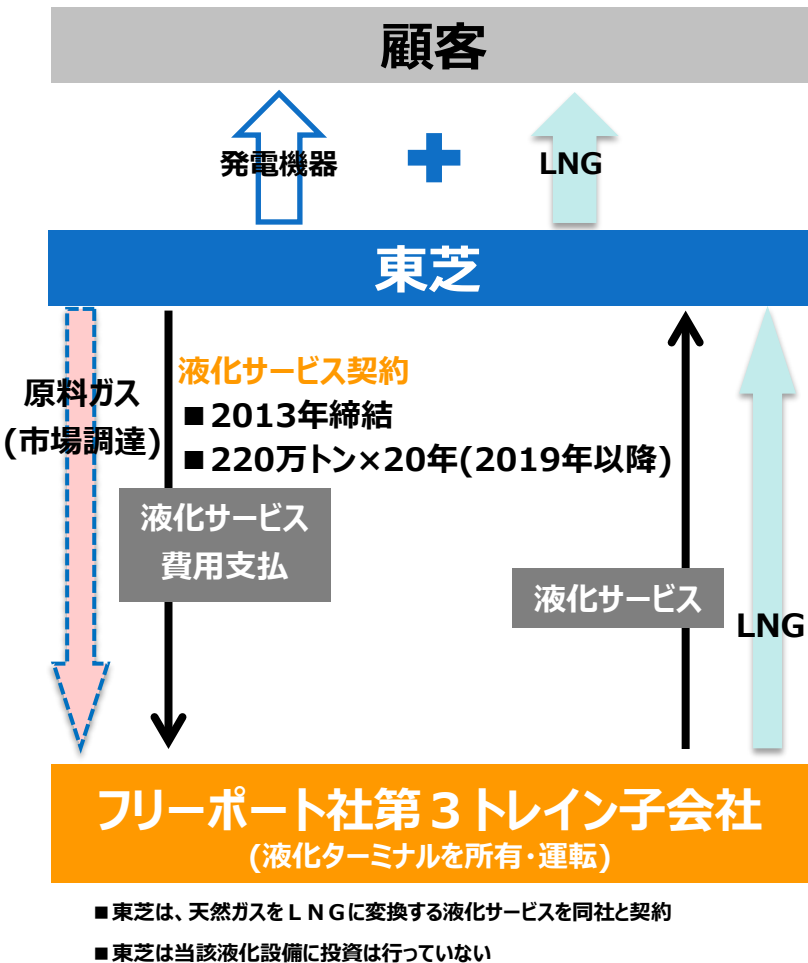 顧客
発電機器
LNG
東芝
原料ガス
(市場調達)
液化サービス契約
■2013年締結
■220万トン×20年(2019年以降)
液化サービス
費用支払
液化サービス
LNG
フリーポート社第３トレイン子会社
(液化ターミナルを所有・運転)
■東芝は、天然ガスをＬＮＧに変換する液化サービスを同社と契約
■東芝は当該液化設備に投資は行っていない